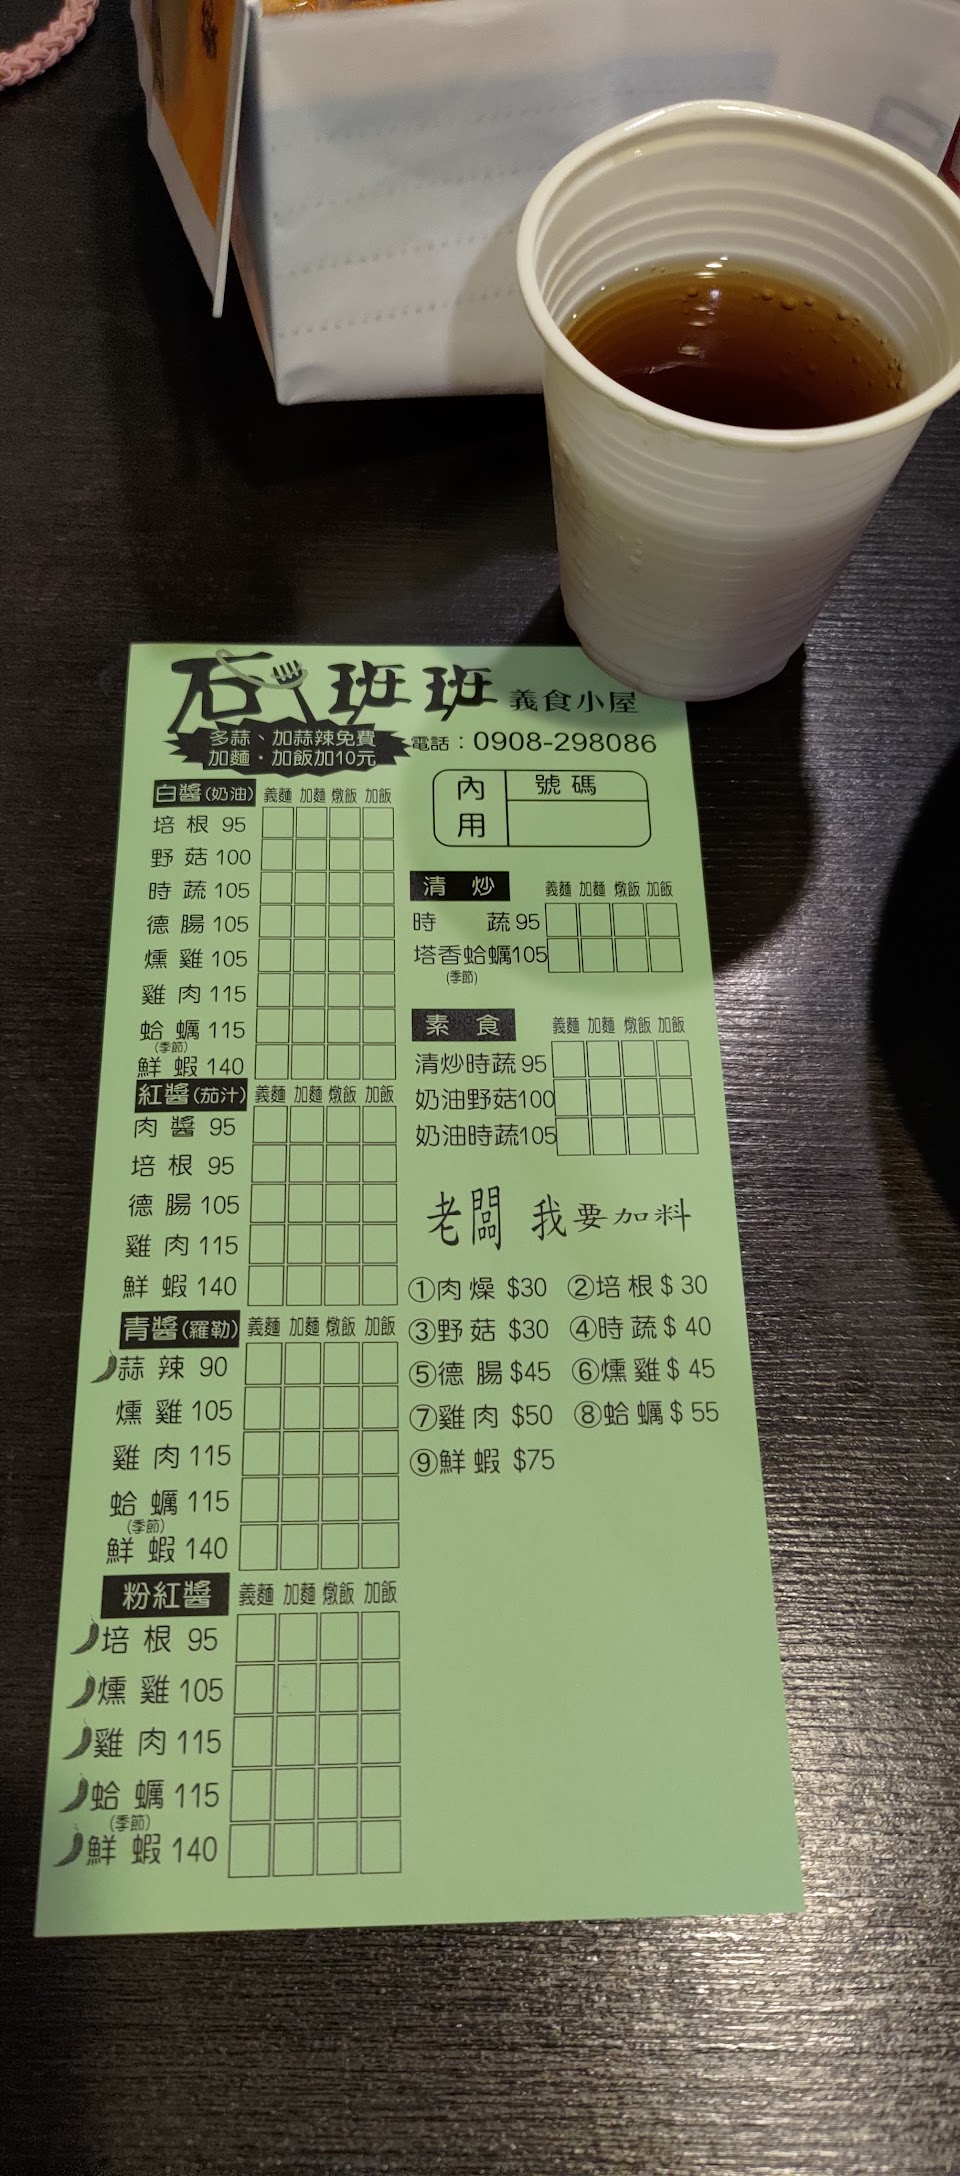 石班班 義食小屋
多蒜、加蒜辣免費
加麵・加飯加10元
電話：0908-298086
內用 號碼
白醬(奶油) 義麵 加麵 燉飯 加飯
培根 95
野菇 100
時蔬 105
德腸 105
燻雞 105
雞肉 115
蛤蠣 115
(季節)
鮮蝦 140
紅醬(茄汁) 義麵 加麵 燉飯 加飯
肉醬 95
培根 95
德腸 105
雞肉 115
鮮蝦 140
青醬(羅勒) 義麵 加麵 燉飯 加飯
蒜辣 90
燻雞 105
雞肉 115
蛤蠣 115
(季節)
鮮蝦 140
粉紅醬 義麵 加麵 燉飯 加飯
培根 95
燻雞 105
雞肉 115
蛤蠣 115
(季節)
鮮蝦 140
清炒 義麵 加麵 燉飯 加飯
時蔬 95
塔香蛤蠣105
(季節)
素食 義麵 加麵 燉飯 加飯
清炒時蔬 95
奶油野菇100
奶油時蔬105
老闆 我要加料
①肉燥 $30 ②培根 $ 30
③野菇 $30 ④時蔬 $ 40
⑤德腸 $45 ⑥燻雞 $ 45
⑦雞肉 $50 ⑧蛤蠣 $ 55
⑨鮮蝦 $75